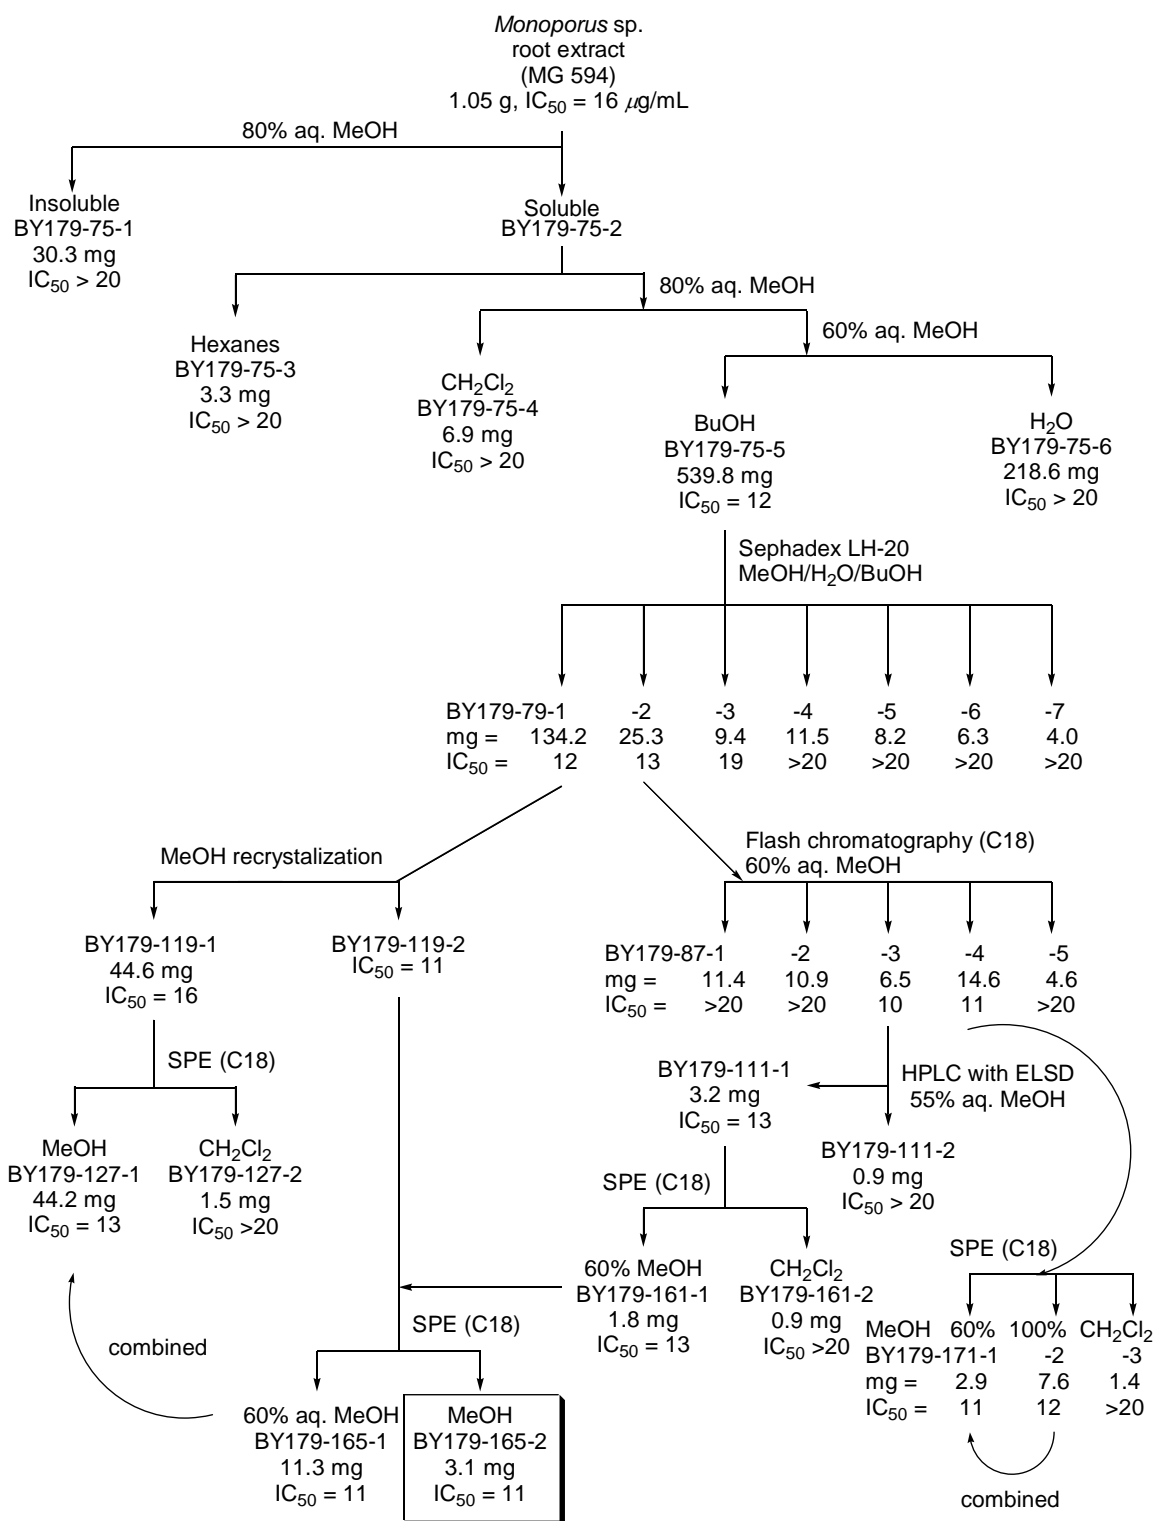 Monoporus sp.
root extract
(MG 594)
1.05 g, IC50 = 16 μg/mL
80% aq. MeOH
Insoluble
BY179-75-1
30.3 mg
IC50 > 20
Soluble
BY179-75-2
80% aq. MeOH
60% aq. MeOH
Hexanes
BY179-75-3
3.3 mg
IC50 > 20
CH2Cl2
BY179-75-4
6.9 mg
IC50 > 20
BuOH
BY179-75-5
539.8 mg
IC50 = 12
H2O
BY179-75-6
218.6 mg
IC50 > 20
Sephadex LH-20
MeOH/H2O/BuOH
BY179-79-1 -2 -3 -4 -5 -6 -7
mg = 134.2 25.3 9.4 11.5 8.2 6.3 4.0
IC50 = 12 13 19 >20 >20 >20 >20
MeOH recrystalization
Flash chromatography (C18)
60% aq. MeOH
BY179-119-1
44.6 mg
IC50 = 16
BY179-119-2
IC50 = 11
BY179-87-1 -2 -3 -4 -5
mg = 11.4 10.9 6.5 14.6 4.6
IC50 = >20 >20 10 11 >20
SPE (C18)
MeOH
BY179-127-1
44.2 mg
IC50 = 13
CH2Cl2
BY179-127-2
1.5 mg
IC50 >20
BY179-111-1
3.2 mg
IC50 = 13
HPLC with ELSD
55% aq. MeOH
BY179-111-2
0.9 mg
IC50 > 20
SPE (C18)
60% MeOH
BY179-161-1
1.8 mg
IC50 = 13
CH2Cl2
BY179-161-2
0.9 mg
IC50 >20
SPE (C18)
MeOH 60% 100% CH2Cl2
BY179-171-1 -2 -3
mg = 2.9 7.6 1.4
IC50 = 11 12 >20
combined
SPE (C18)
combined
60% aq. MeOH
BY179-165-1
11.3 mg
IC50 = 11
MeOH
BY179-165-2
3.1 mg
IC50 = 11